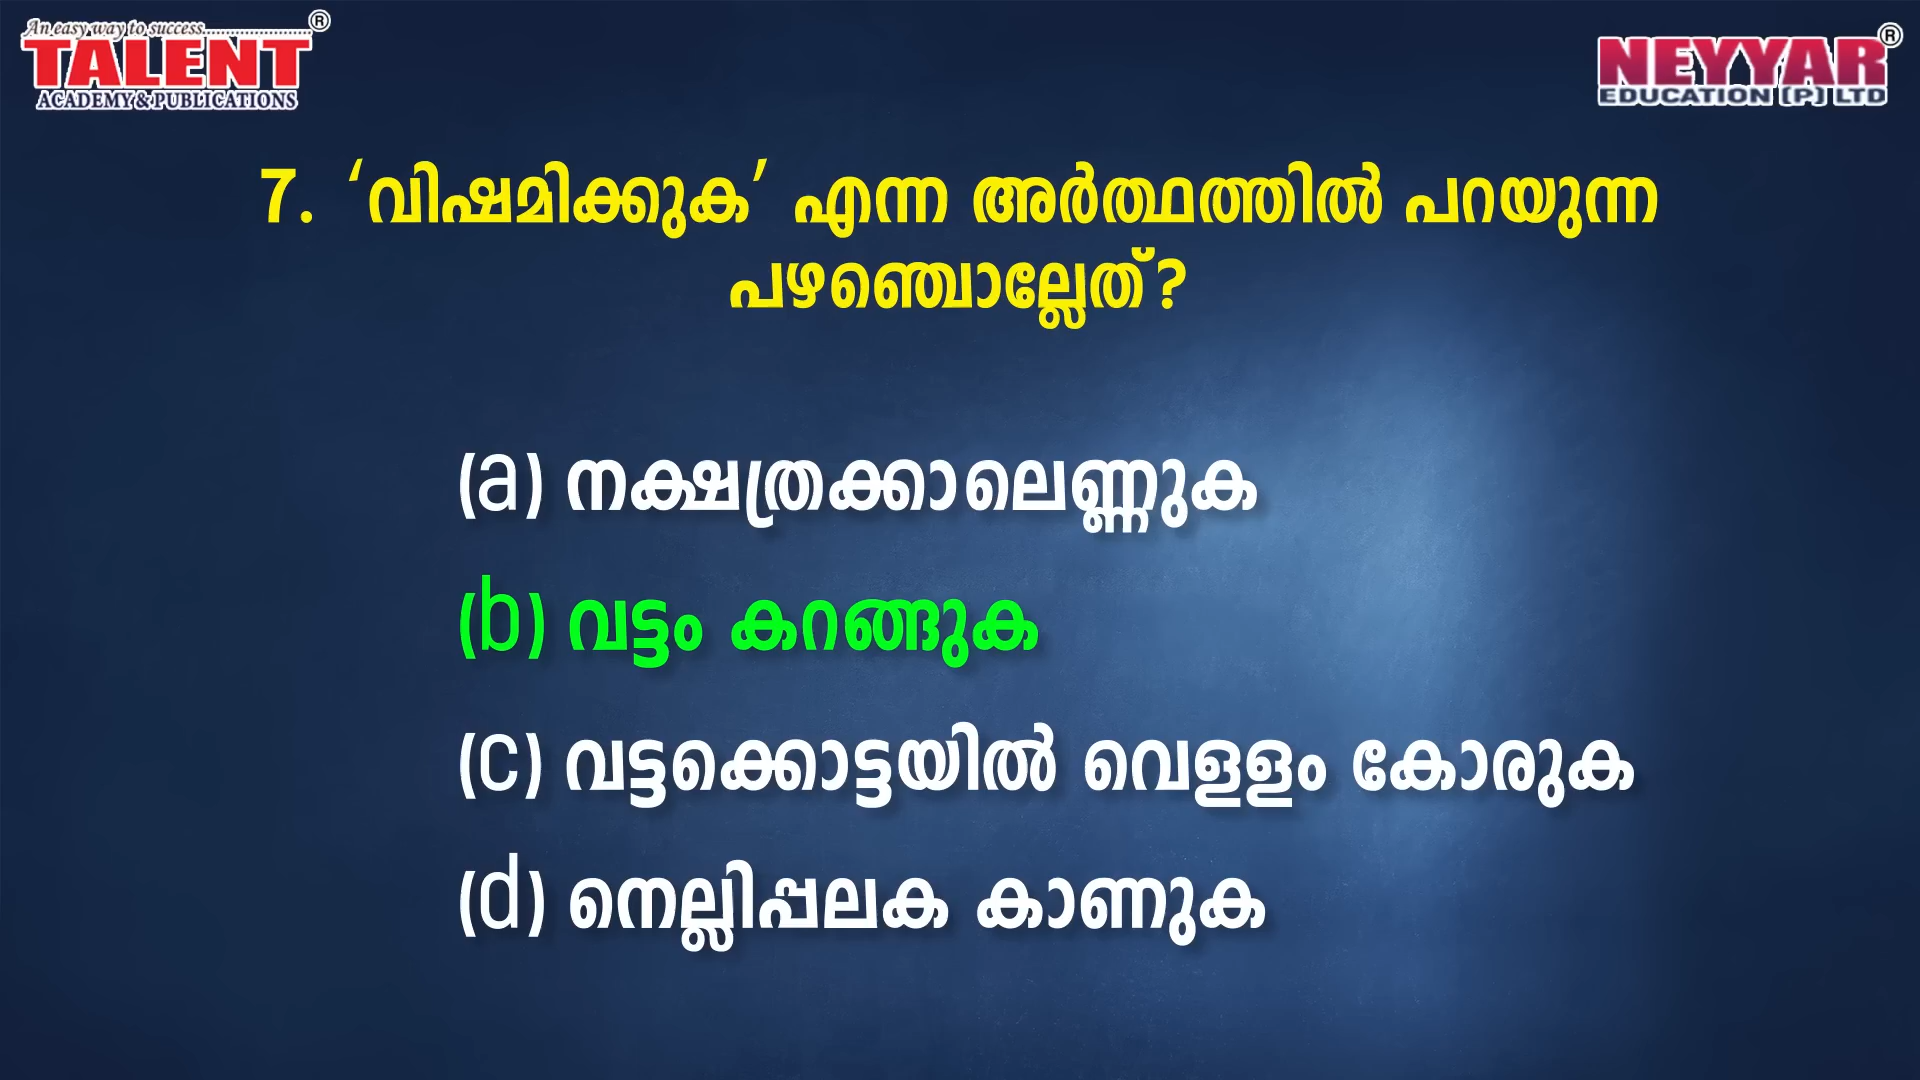 An easy way to success......................®
TALENT
ACADEMY&PUBLICATIONS
NEYYAR®
EDUCATION (P) LTD
7. ‘വിഷമിക്കുക’ എന്ന അർത്ഥത്തിൽ പറയുന്ന
പഴഞ്ചൊല്ലേത്?
(a) നക്ഷത്രക്കാലെണ്ണുക
(b) വട്ടം കറങ്ങുക
(c) വട്ടക്കൊട്ടയിൽ വെളളം കോരുക
(d) നെല്ലിപ്പലക കാണുക